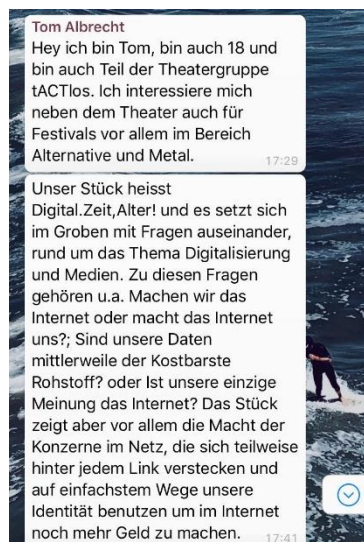 Tom Albrecht
Hey ich bin Tom, bin auch 18 und
bin auch Teil der Theatergruppe
tACTlos. Ich interessiere mich
neben dem Theater auch für
Festivals vor allem im Bereich
Alternative und Metal.
17:29
Unser Stück heisst
Digital.Zeit,Alter! und es setzt sich
im Groben mit Fragen auseinander,
rund um das Thema Digitalisierung
und Medien. Zu diesen Fragen
gehören u.a. Machen wir das
Internet oder macht das Internet
uns?; Sind unsere Daten
mittlerweile der Kostbarste
Rohstoff? oder Ist unsere einzige
Meinung das Internet? Das Stück
zeigt aber vor allem die Macht der
Konzerne im Netz, die sich teilweise
hinter jedem Link verstecken und
auf einfachstem Wege unsere
Identität benutzen um im Internet
noch mehr Geld zu machen.
17:41